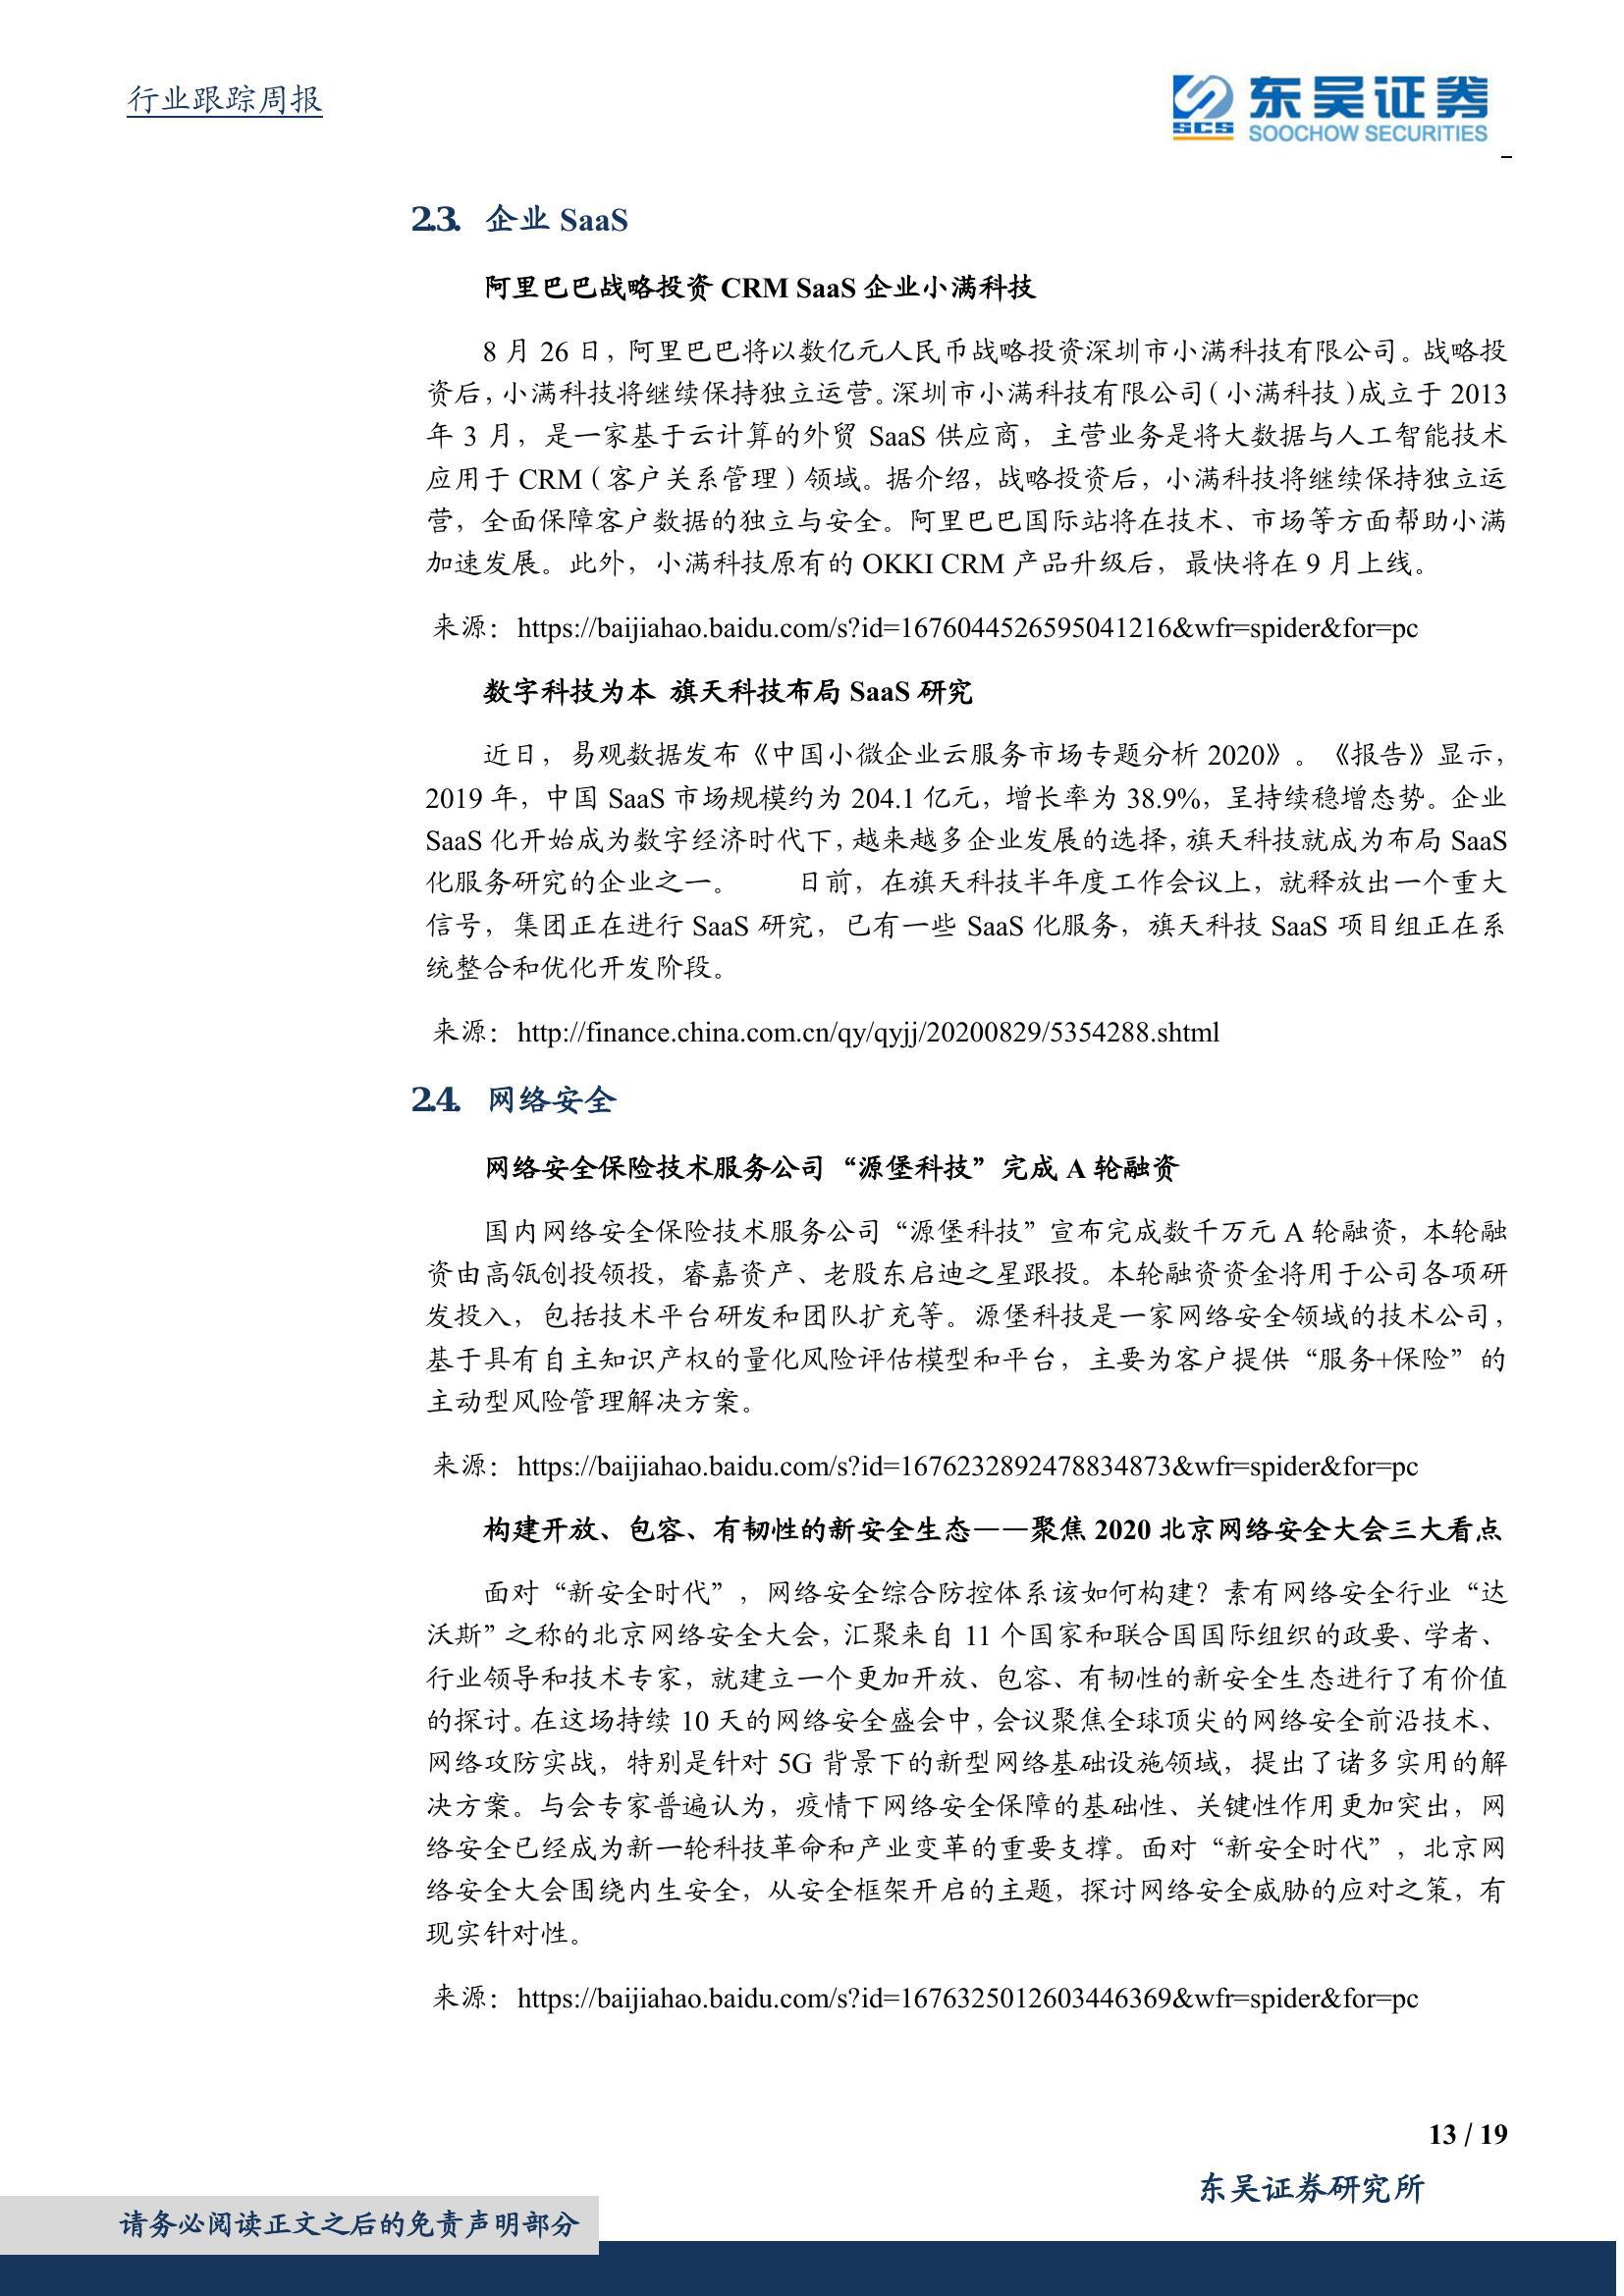 行业跟踪周报
SCS
东吴证券
SOOCHOW SECURITIES
2.3. 企业 SaaS
阿里巴巴战略投资 CRM SaaS 企业小满科技
8 月 26 日，阿里巴巴将以数亿元人民币战略投资深圳市小满科技有限公司。战略投
资后，小满科技将继续保持独立运营。深圳市小满科技有限公司（小满科技）成立于 2013
年 3 月，是一家基于云计算的外贸 SaaS 供应商，主营业务是将大数据与人工智能技术
应用于 CRM（客户关系管理）领域。据介绍，战略投资后，小满科技将继续保持独立运
营，全面保障客户数据的独立与安全。阿里巴巴国际站将在技术、市场等方面帮助小满
加速发展。此外，小满科技原有的 OKKI CRM 产品升级后，最快将在 9 月上线。
来源：https://baijiahao.baidu.com/s?id=1676044526595041216&wfr=spider&for=pc
数字科技为本 旗天科技布局 SaaS 研究
近日，易观数据发布《中国小微企业云服务市场专题分析 2020》。《报告》显示，
2019 年，中国 SaaS 市场规模约为 204.1 亿元，增长率为 38.9%，呈持续稳增态势。企业
SaaS 化开始成为数字经济时代下，越来越多企业发展的选择，旗天科技就成为布局 SaaS
化服务研究的企业之一。 日前，在旗天科技半年度工作会议上，就释放出一个重大
信号，集团正在进行 SaaS 研究，已有一些 SaaS 化服务，旗天科技 SaaS 项目组正在系
统整合和优化开发阶段。
来源：http://finance.china.com.cn/qy/qyjj/20200829/5354288.shtml
2.4. 网络安全
网络安全保险技术服务公司“源堡科技”完成 A 轮融资
国内网络安全保险技术服务公司“源堡科技”宣布完成数千万元 A 轮融资，本轮融
资由高瓴创投领投，睿嘉资产、老股东启迪之星跟投。本轮融资资金将用于公司各项研
发投入，包括技术平台研发和团队扩充等。源堡科技是一家网络安全领域的技术公司，
基于具有自主知识产权的量化风险评估模型和平台，主要为客户提供“服务+保险”的
主动型风险管理解决方案。
来源：https://baijiahao.baidu.com/s?id=1676232892478834873&wfr=spider&for=pc
构建开放、包容、有韧性的新安全生态——聚焦 2020 北京网络安全大会三大看点
面对“新安全时代”，网络安全综合防控体系该如何构建？素有网络安全行业“达
沃斯”之称的北京网络安全大会，汇聚来自 11 个国家和联合国国际组织的政要、学者、
行业领导和技术专家，就建立一个更加开放、包容、有韧性的新安全生态进行了有价值
的探讨。在这场持续 10 天的网络安全盛会中，会议聚焦全球顶尖的网络安全前沿技术、
网络攻防实战，特别是针对 5G 背景下的新型网络基础设施领域，提出了诸多实用的解
决方案。与会专家普遍认为，疫情下网络安全保障的基础性、关键性作用更加突出，网
络安全已经成为新一轮科技革命和产业变革的重要支撑。面对“新安全时代”，北京网
络安全大会围绕内生安全，从安全框架开启的主题，探讨网络安全威胁的应对之策，有
现实针对性。
来源：https://baijiahao.baidu.com/s?id=1676325012603446369&wfr=spider&for=pc
13 / 19
东吴证券研究所
请务必阅读正文之后的免责声明部分